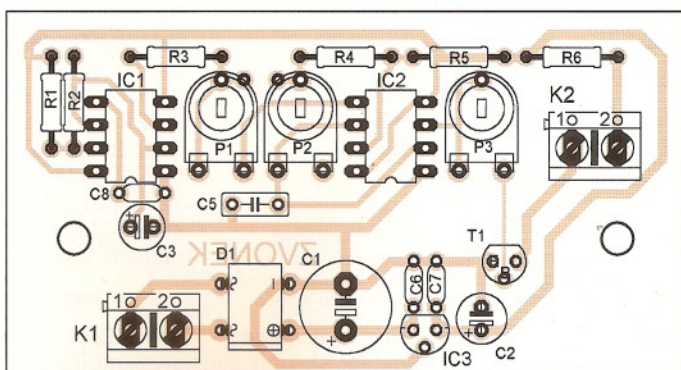 R3
R4
R5
R6
IC1
IC2
K2
R1
R2
1
2
P1
P2
P3
C8
C5
+
C3
ZVONEK
T1
D1
C1
1
2
C6
C7
K1
+
+
C2
IC3